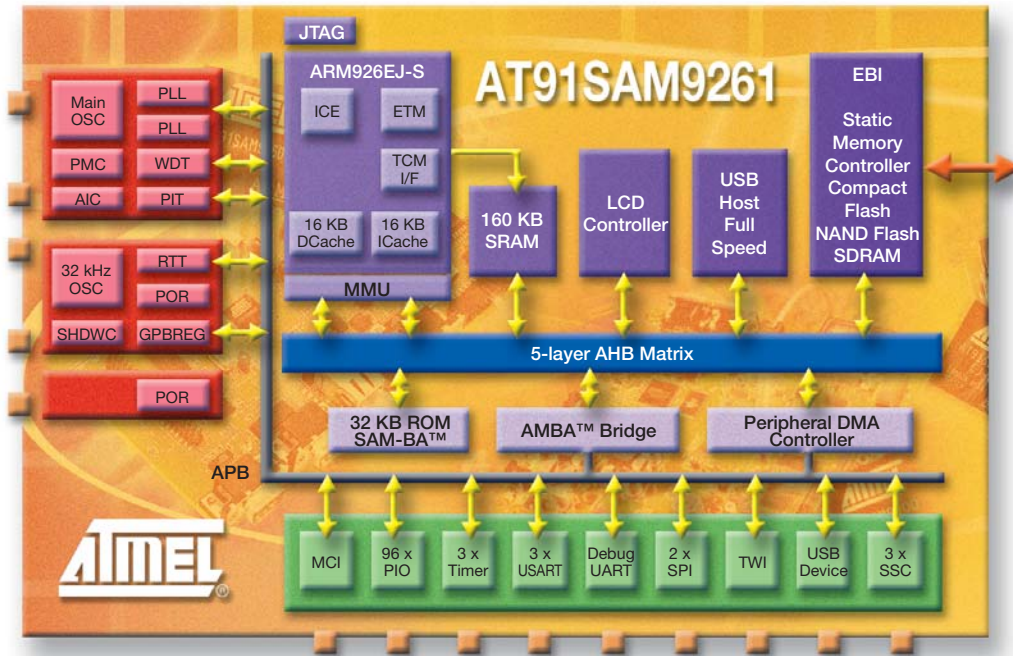 JTAG
AT91SAM9261
ARM926EJ-S
ICE
ETM
TCM
I/F
16 KB
DCache
16 KB
ICache
MMU
Main
OSC
PLL
PLL
PMC
WDT
AIC
PIT
32 kHz
OSC
RTT
POR
SHDWC
GPBREG
POR
160 KB
SRAM
LCD
Controller
USB
Host
Full
Speed
EBI
Static
Memory
Controller
Compact
Flash
NAND Flash
SDRAM
5-layer AHB Matrix
32 KB ROM
SAM-BA™
AMBA™ Bridge
Peripheral DMA
Controller
APB
ATMEL®
MCI
96 x
PIO
3 x
Timer
3 x
USART
Debug
UART
2 x
SPI
TWI
USB
Device
3 x
SSC